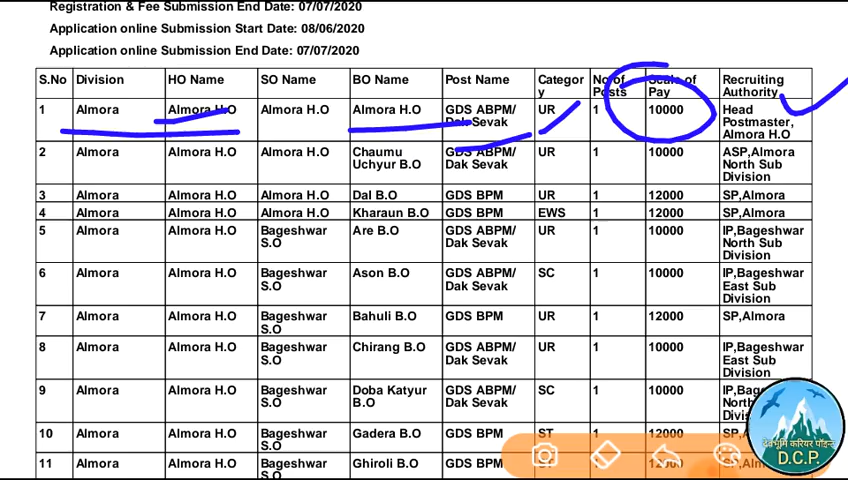 Registration & Fee Submission End Date: 07/07/2020
Application online Submission Start Date: 08/06/2020
Application online Submission End Date: 07/07/2020
S.No Division HO Name SO Name BO Name Post Name Categor No of Scale of Recruiting
y Posts Pay Authority
1 Almora Almora H.O Almora H.O Almora H.O GDS ABPM/ UR 1 10000 Head
Dak Sevak Postmaster,
Almora H.O
2 Almora Almora H.O Almora H.O Chaumu GDS ABPM/ UR 1 10000 ASP,Almora
Uchyur B.O Dak Sevak North Sub
Division
3 Almora Almora H.O Almora H.O Dal B.O GDS BPM UR 1 12000 SP,Almora
4 Almora Almora H.O Almora H.O Kharaun B.O GDS BPM EWS 1 12000 SP,Almora
5 Almora Almora H.O Bageshwar Are B.O GDS ABPM/ UR 1 10000 IP,Bageshwar
S.O Dak Sevak North Sub
Division
6 Almora Almora H.O Bageshwar Ason B.O GDS ABPM/ SC 1 10000 IP,Bageshwar
S.O Dak Sevak East Sub
Division
7 Almora Almora H.O Bageshwar Bahuli B.O GDS BPM UR 1 12000 SP,Almora
S.O
8 Almora Almora H.O Bageshwar Chirang B.O GDS ABPM/ UR 1 10000 IP,Bageshwar
S.O Dak Sevak East Sub
Division
9 Almora Almora H.O Bageshwar Doba Katyur GDS ABPM/ SC 1 10000
S.O B.O Dak Sevak
10 Almora Almora H.O Bageshwar Gadera B.O GDS BPM ST 1 12000
S.O
11 Almora Almora H.O Bageshwar Ghiroli B.O GDS BPM 1 12000
S.O
देवभूमि करियर पॉइन्ट
D.C.P.